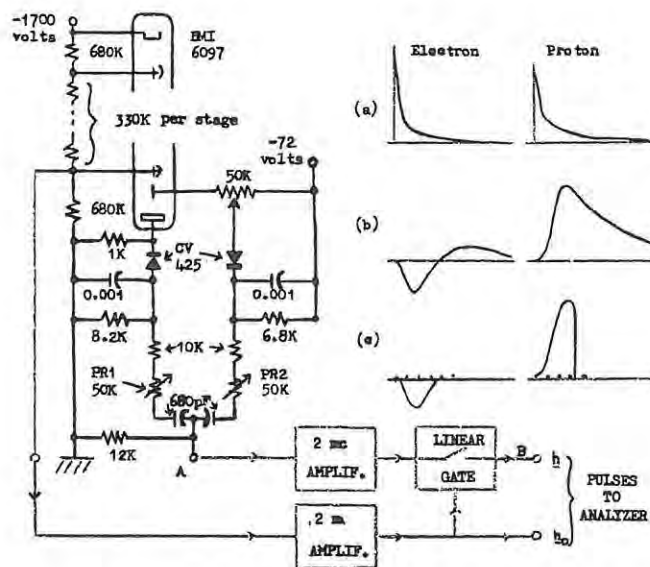 -1700
volts
EMI
6097
680K
330K per stage
-72
volts
50K
680K
1K
CV
425
0.001
0.001
8.2K
6.8K
10K
PR1
50K
PR2
50K
680pF
12K
A
2 mc
AMPLIF.
LINEAR
GATE
B
h
.2 m
AMPLIF.
h₀
PULSES
TO
ANALYZER
Electron
Proton
(a)
(b)
(c)